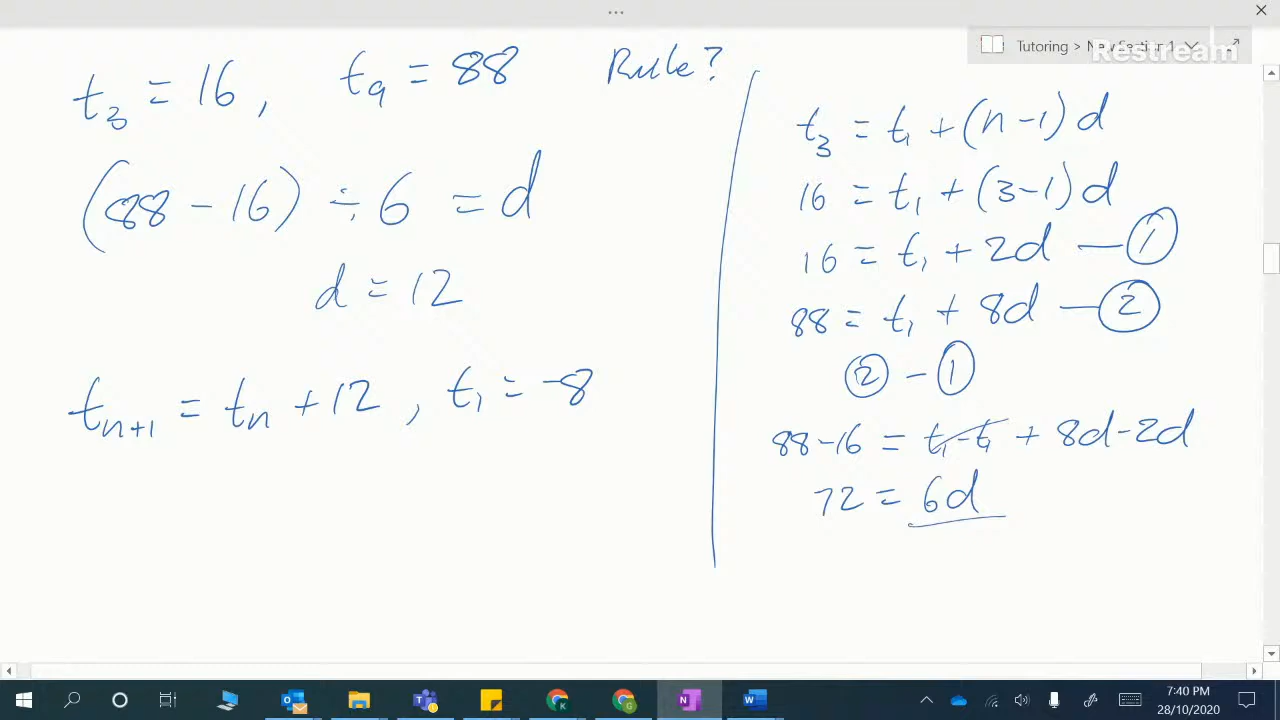 ...
Tutoring > New Section 1
Restream
t₃ = 16, t₉ = 88 Rule?
(88 - 16) ÷ 6 = d
d = 12
tₙ₊₁ = tₙ + 12, t₁ = -8
t₃ = t₁ + (n - 1) d
16 = t₁ + (3 - 1) d
16 = t₁ + 2d — ①
88 = t₁ + 8d — ②
② - ①
88 - 16 = t₁ - t₁ + 8d - 2d
72 = 6d
7:40 PM
28/10/2020